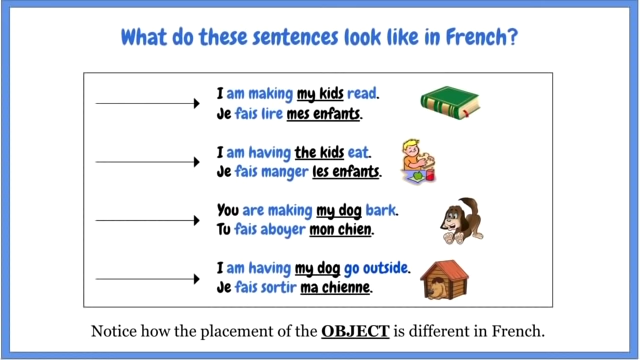 What do these sentences look like in French?
I am making my kids read.
Je fais lire mes enfants.
I am having the kids eat.
Je fais manger les enfants.
You are making my dog bark.
Tu fais aboyer mon chien.
I am having my dog go outside.
Je fais sortir ma chienne.
Notice how the placement of the OBJECT is different in French.